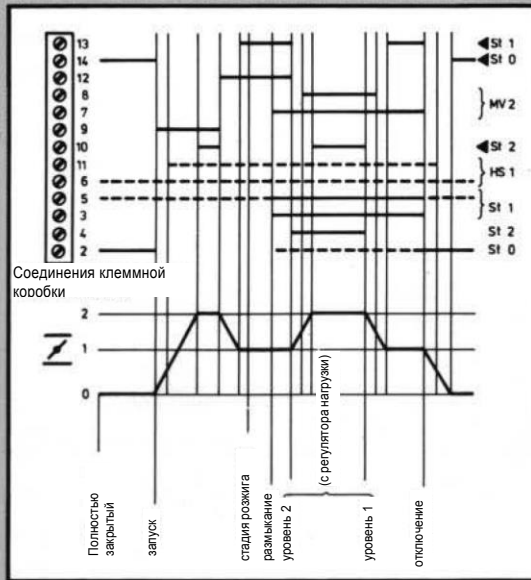 13 St 1
14 St 0
12
8
7 MV 2
9
10 St 2
11
6 HS 1
5
3 St 1
4 St 2
2 St 0
Соединения клеммной
коробки
2
1
0
Полностью
закрытый
запуск
стадия розжига
размыкание
уровень 2
(с регулятора нагрузки)
уровень 1
отключение